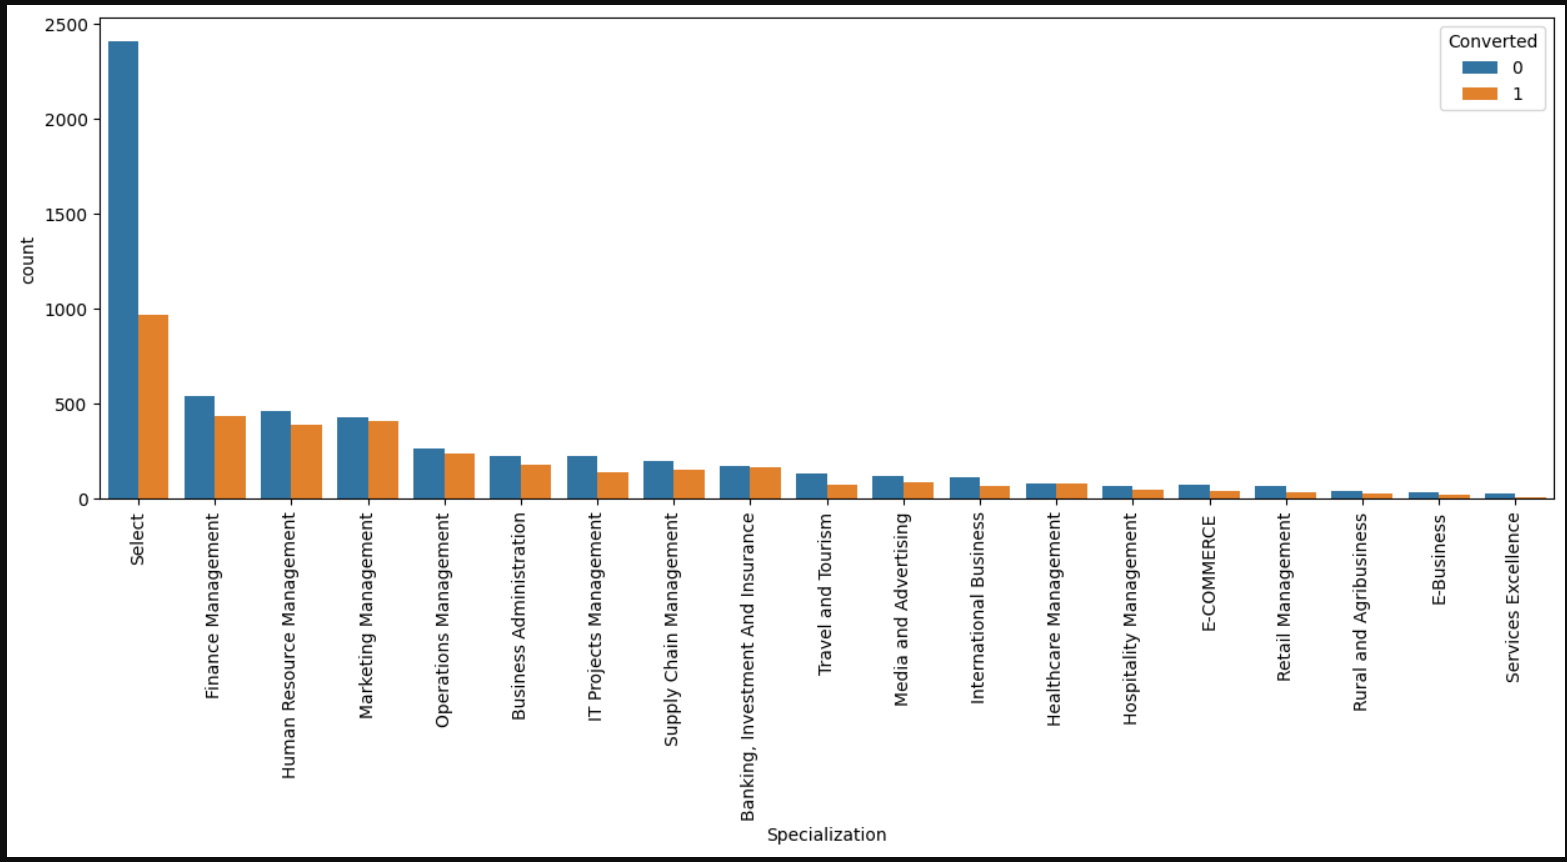 2500
2000
1500
1000
500
0
count
Converted
0
1
Select
Finance Management
Human Resource Management
Marketing Management
Operations Management
Business Administration
IT Projects Management
Supply Chain Management
Banking, Investment And Insurance
Travel and Tourism
Media and Advertising
International Business
Healthcare Management
Hospitality Management
E-COMMERCE
Retail Management
Rural and Agribusiness
E-Business
Services Excellence
Specialization